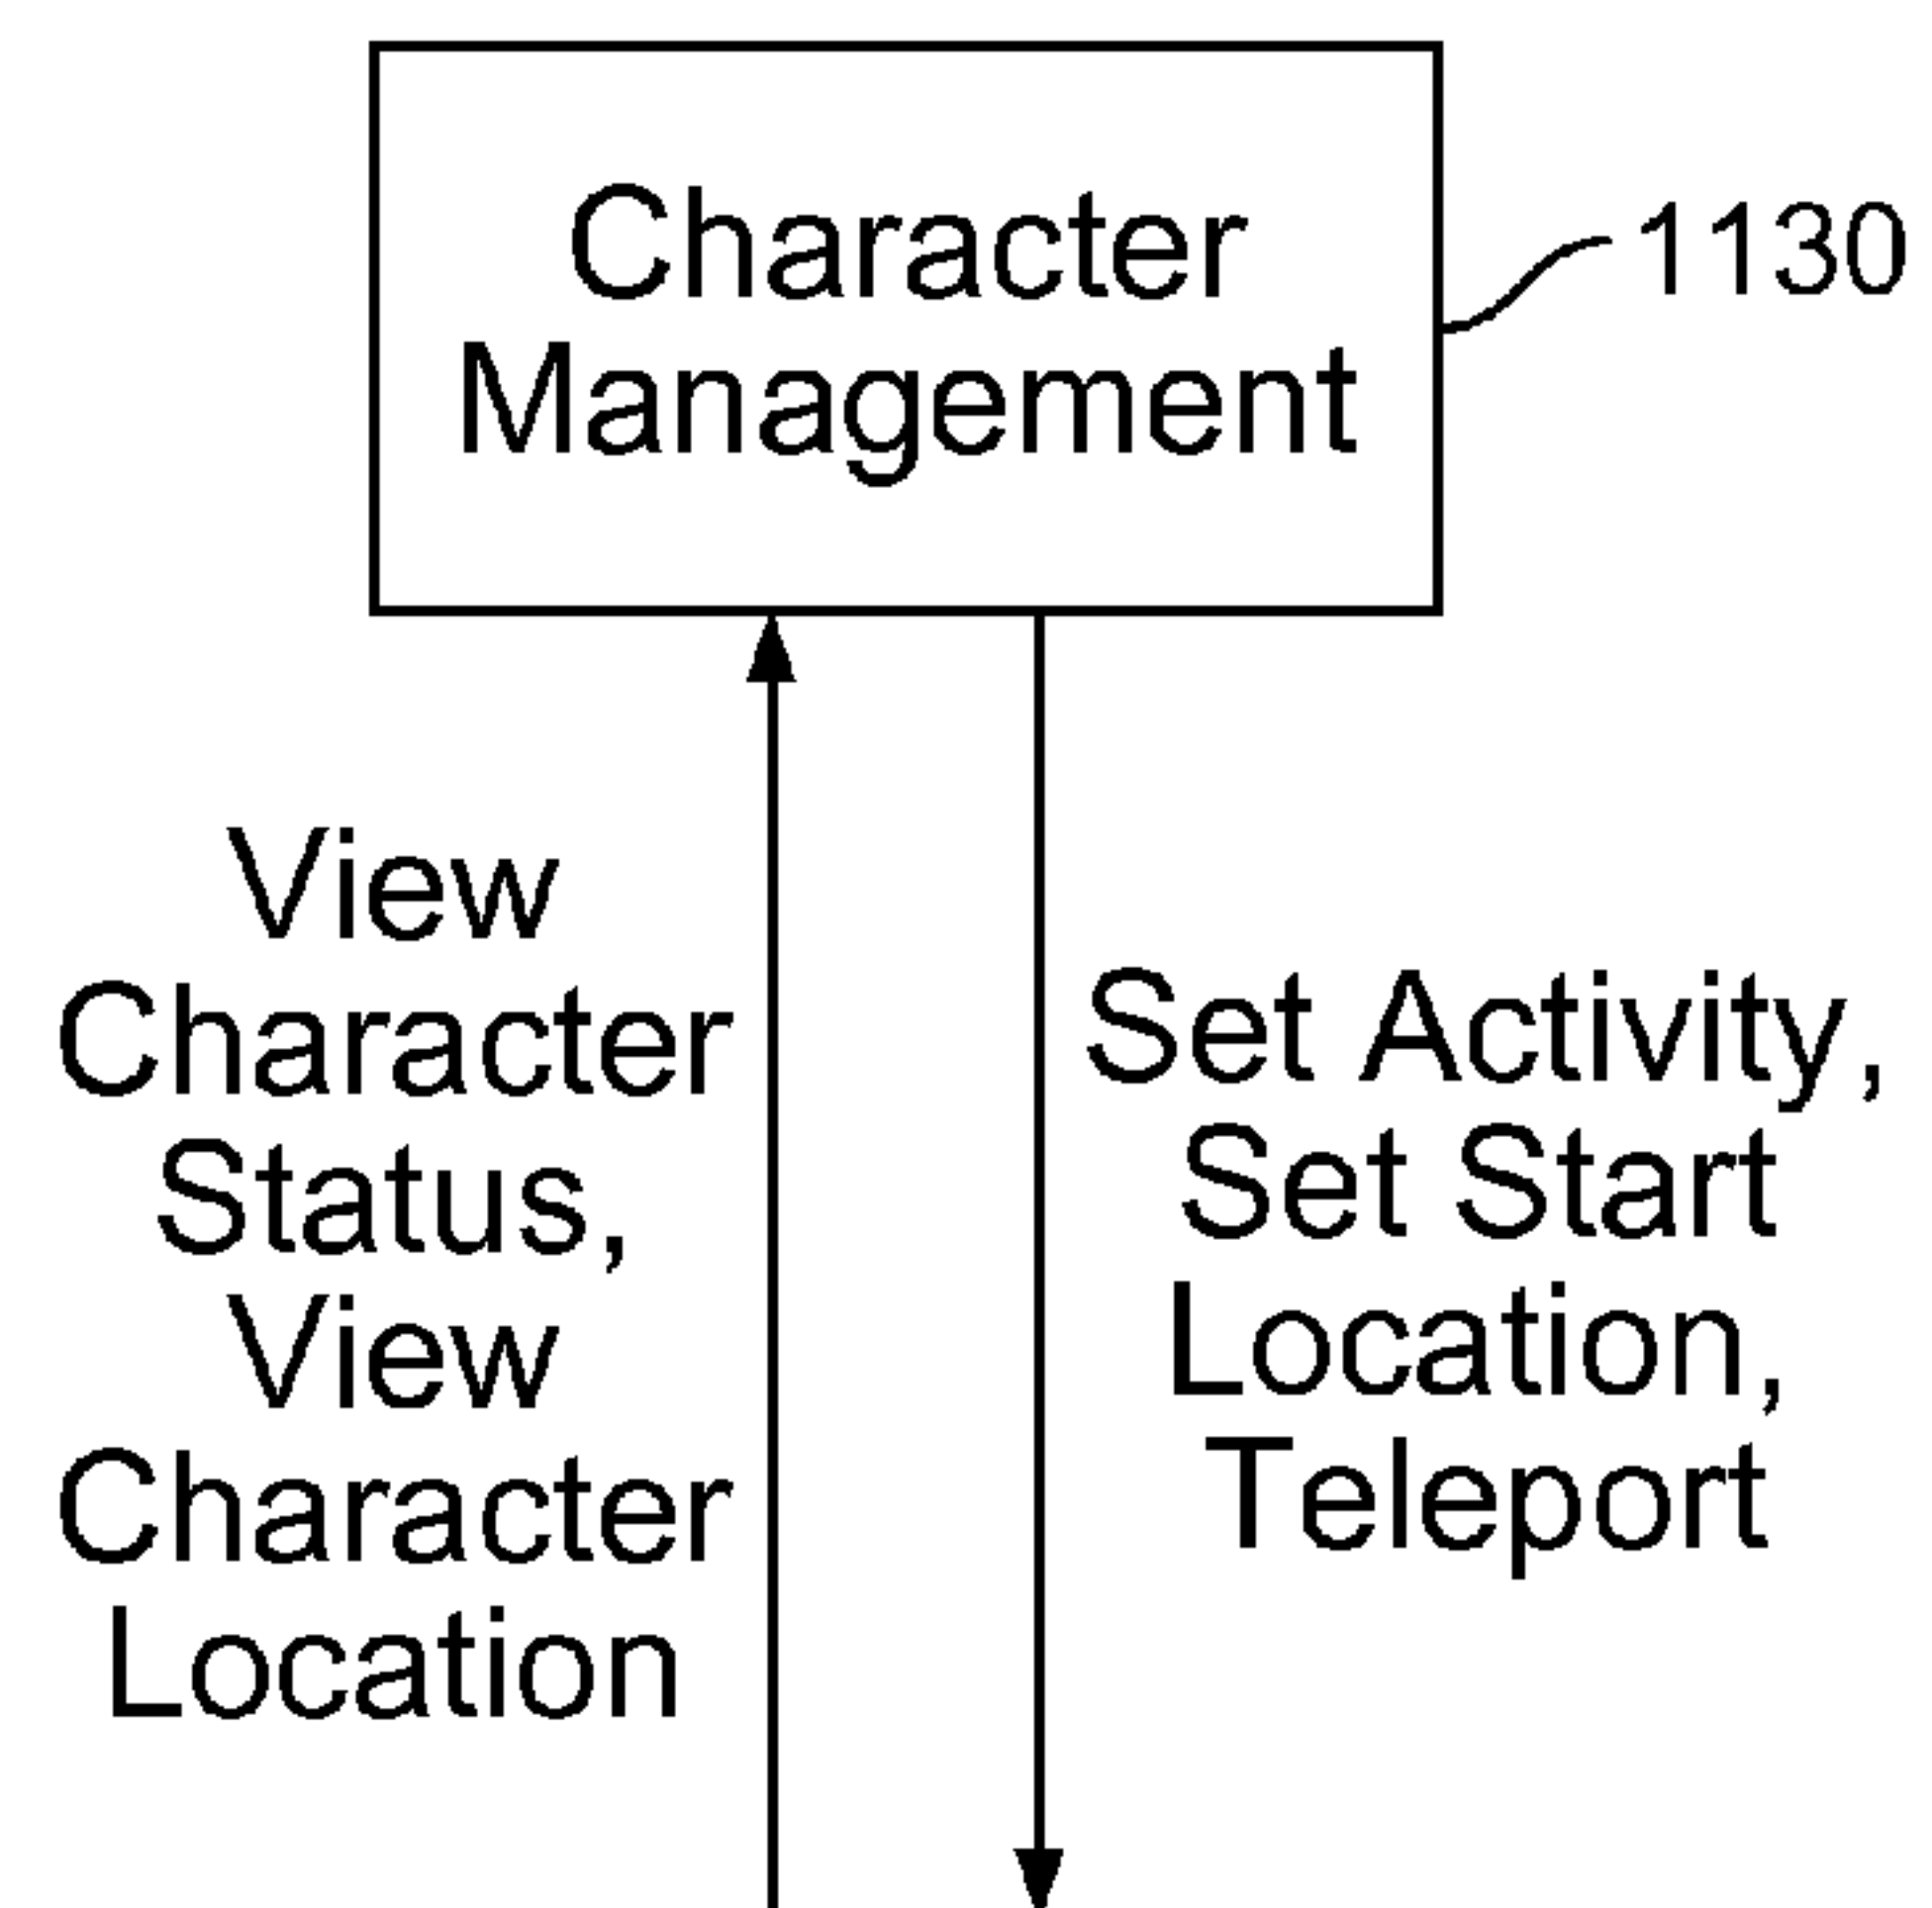 Character
Management
1130
View
Character
Status,
View
Character
Location
Set Activity,
Set Start
Location,
Teleport